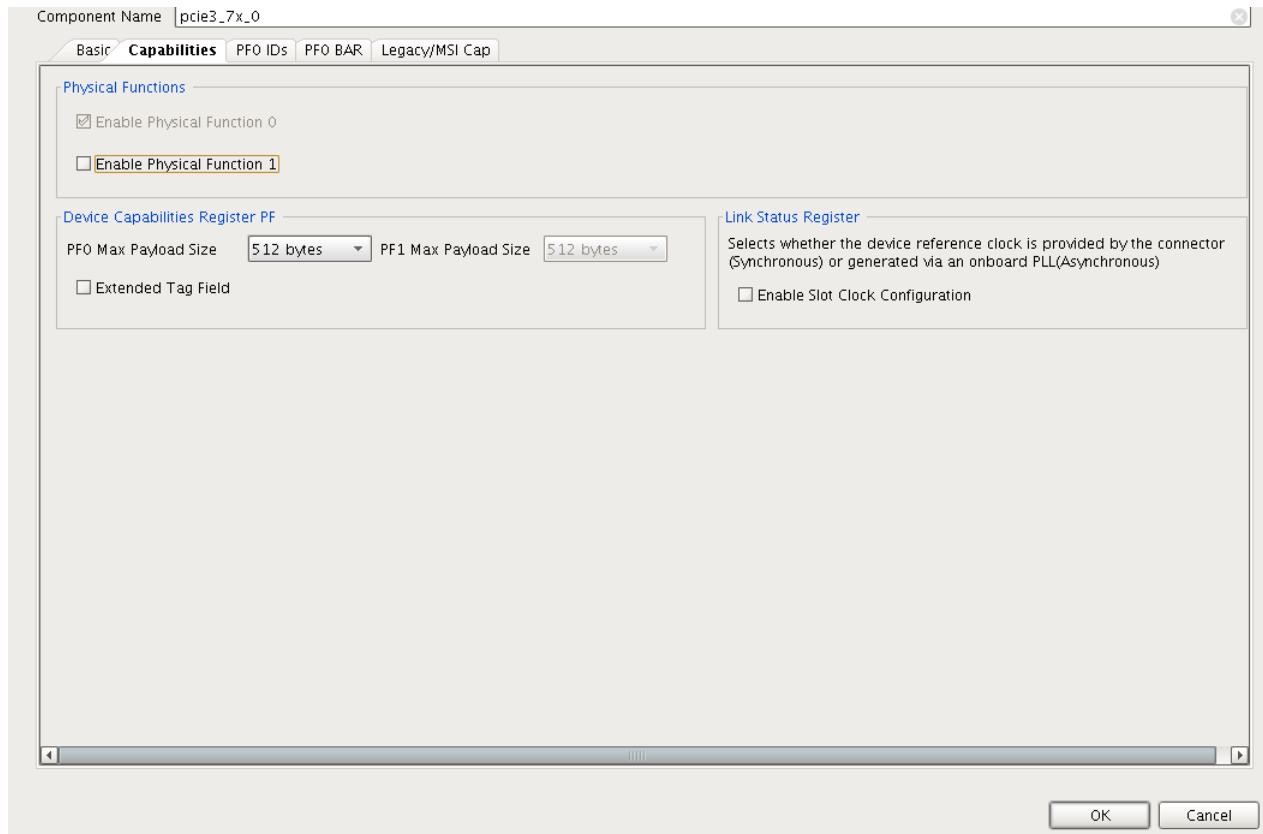 Component Name pcie3_7x_0
Basic Capabilities PF0 IDs PF0 BAR Legacy/MSI Cap
Physical Functions
Enable Physical Function 0
Enable Physical Function 1
Device Capabilities Register PF
PF0 Max Payload Size 512 bytes PF1 Max Payload Size 512 bytes
Extended Tag Field
Link Status Register
Selects whether the device reference clock is provided by the connector
(Synchronous) or generated via an onboard PLL(Asynchronous)
Enable Slot Clock Configuration
OK Cancel